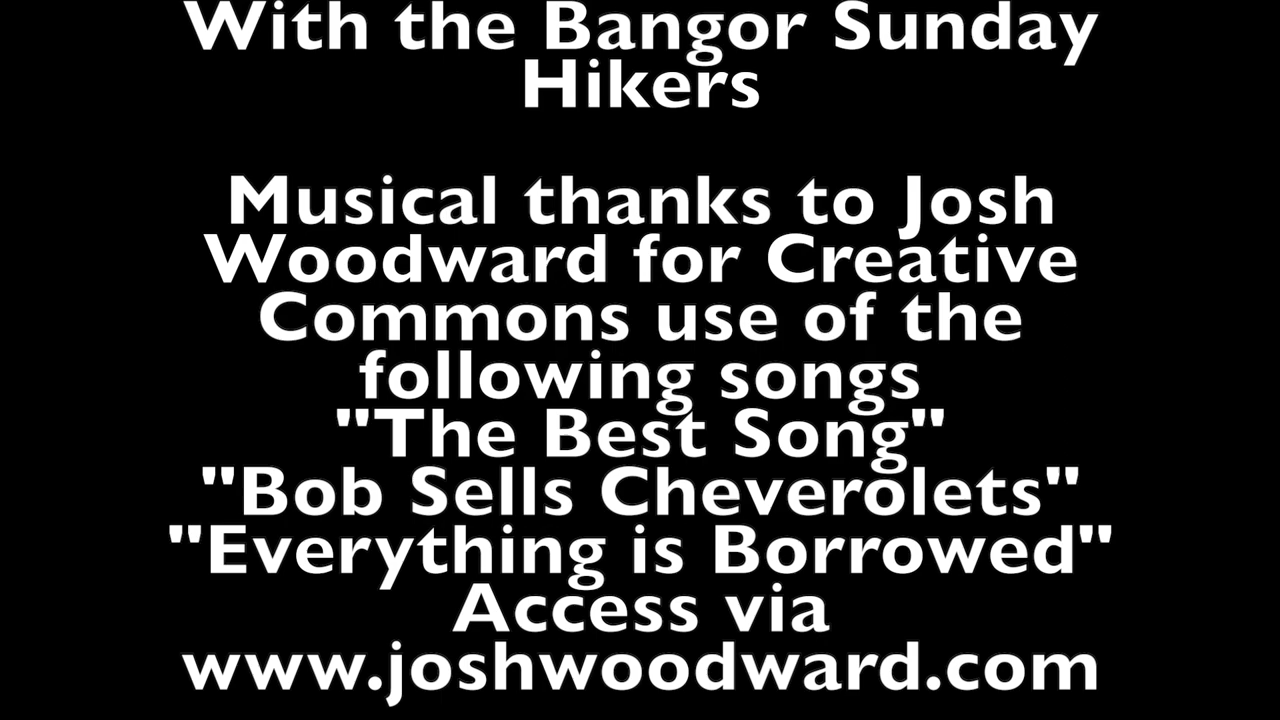 With the Bangor Sunday
Hikers
Musical thanks to Josh
Woodward for Creative
Commons use of the
following songs
"The Best Song"
"Bob Sells Cheverolets"
"Everything is Borrowed"
Access via
www.joshwoodward.com